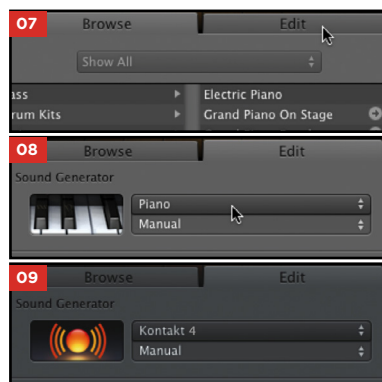 07
Browse Edit
Show All
ass Electric Piano
rum Kits Grand Piano On Stage
08
Browse Edit
Sound Generator
Piano
Manual
09
Browse Edit
Sound Generator
Kontakt 4
Manual